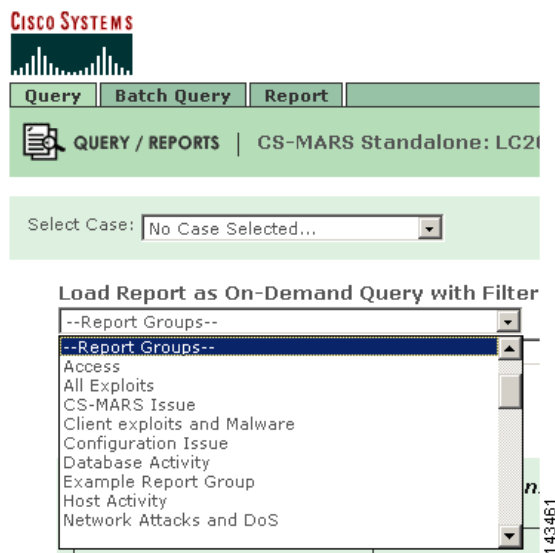 CISCO SYSTEMS
Query Batch Query Report
QUERY / REPORTS | CS-MARS Standalone: LC2
Select Case: No Case Selected...
Load Report as On-Demand Query with Filter
--Report Groups--
--Report Groups--
Access
All Exploits
CS-MARS Issue
Client exploits and Malware
Configuration Issue
Database Activity
Example Report Group
Host Activity
Network Attacks and DoS
n.
143461